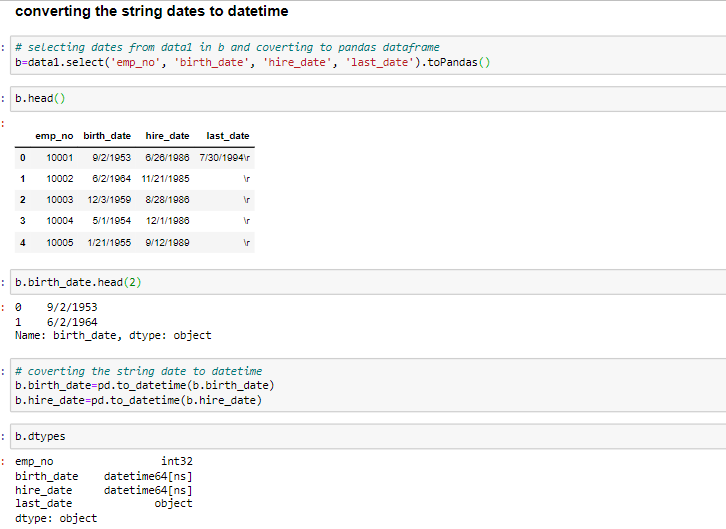 converting the string dates to datetime
: # selecting dates from data1 in b and coverting to pandas dataframe
b=data1.select('emp_no', 'birth_date', 'hire_date', 'last_date').toPandas()
: b.head()
:
emp_no birth_date hire_date last_date
0 10001 9/2/1953 6/26/1986 7/30/1994\r
1 10002 6/2/1964 11/21/1985 \r
2 10003 12/3/1959 8/28/1986 \r
3 10004 5/1/1954 12/1/1986 \r
4 10005 1/21/1955 9/12/1989 \r
: b.birth_date.head(2)
: 0 9/2/1953
1 6/2/1964
Name: birth_date, dtype: object
: # coverting the string date to datetime
b.birth_date=pd.to_datetime(b.birth_date)
b.hire_date=pd.to_datetime(b.hire_date)
: b.dtypes
: emp_no int32
birth_date datetime64[ns]
hire_date datetime64[ns]
last_date object
dtype: object